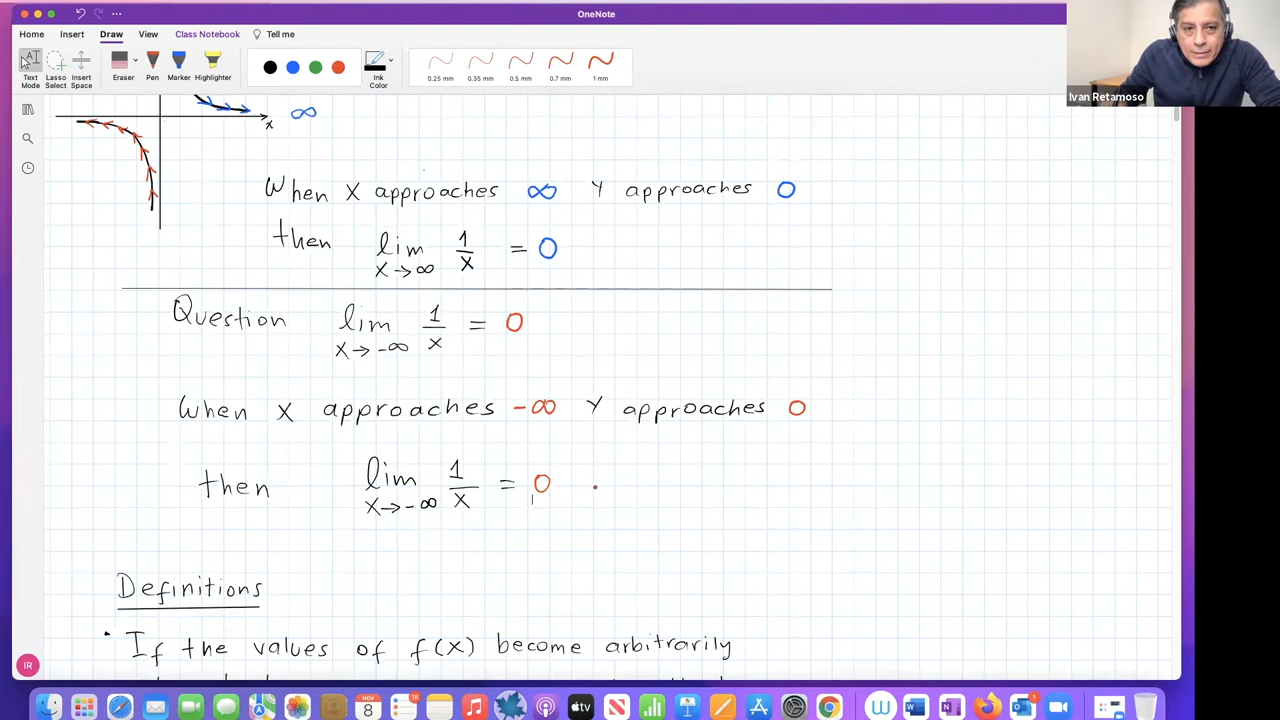 OneNote
Home Insert Draw View Class Notebook Tell me
Text Mode Lasso Select Insert Space Eraser Pen Marker Highlighter Ink Color 0.25 mm 0.35 mm 0.5 mm 0.7 mm 1 mm
Ivan Retamoso
x ∞
When X approaches ∞ Y approaches 0
then lim X→∞ 1/X = 0
Question lim X→-∞ 1/x = 0
When X approaches -∞ Y approaches 0
then lim X→-∞ 1/X = 0
Definitions
• If the values of f(X) become arbitrarily
IR
NOV 8